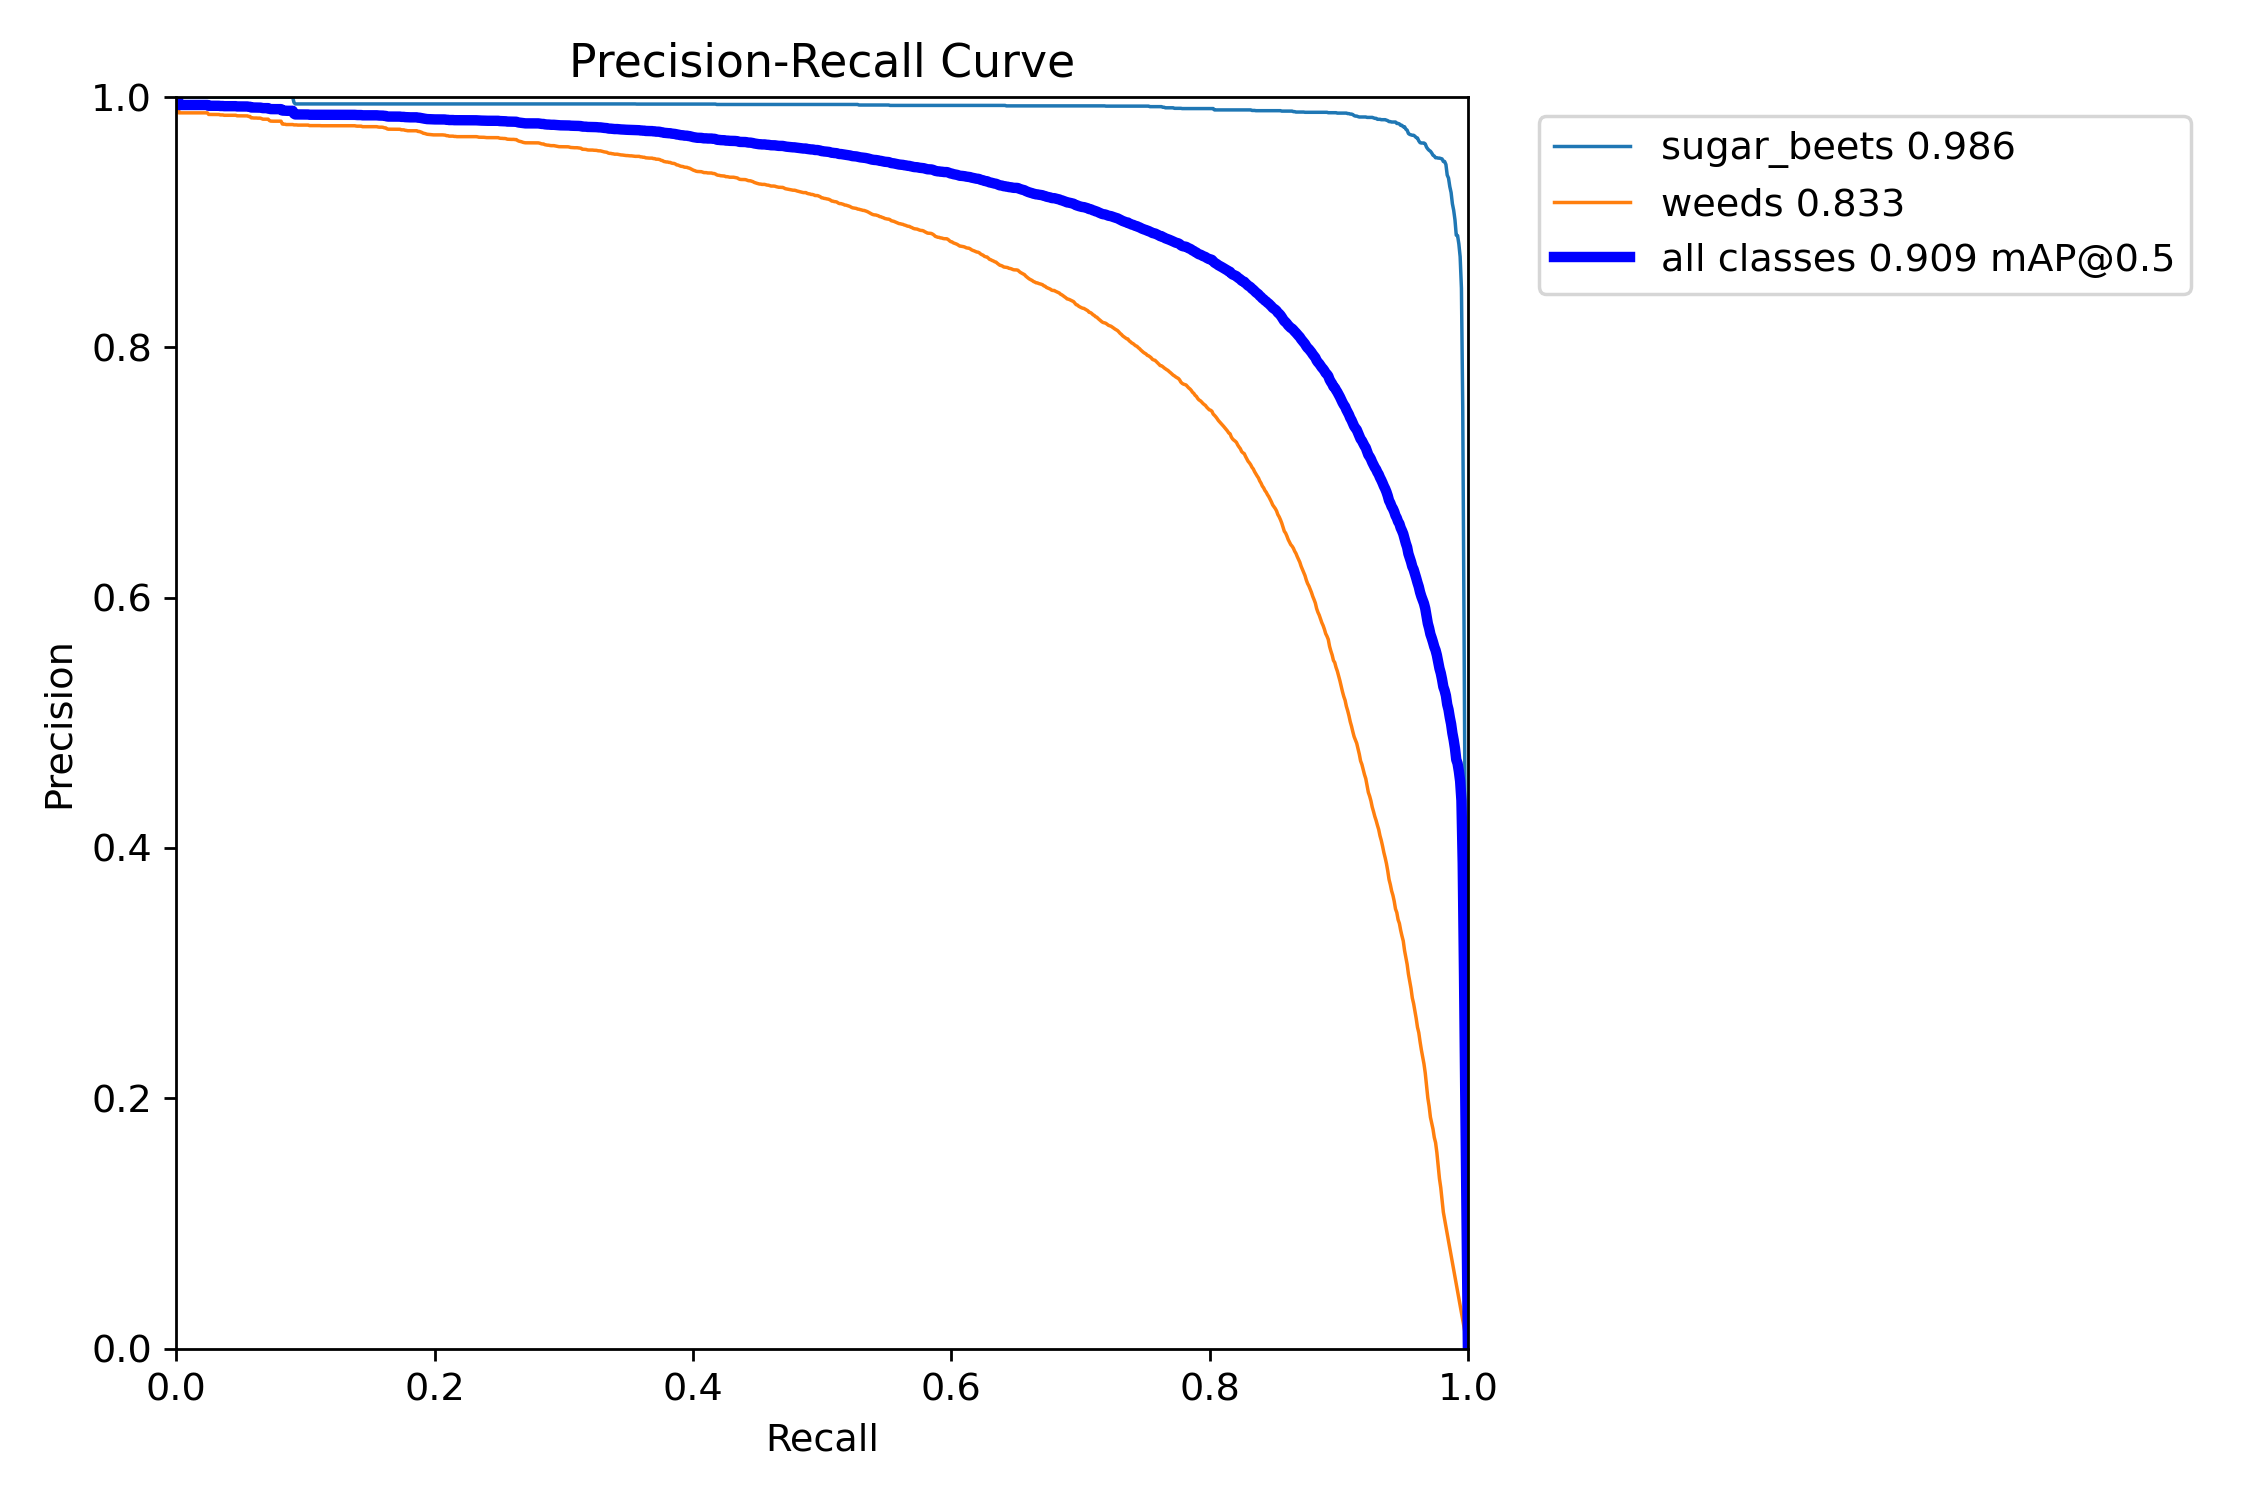 Precision-Recall Curve
1.0
0.8
0.6
0.4
0.2
0.0
Precision
0.0 0.2 0.4 0.6 0.8 1.0
Recall
sugar_beets 0.986
weeds 0.833
all classes 0.909 mAP@0.5